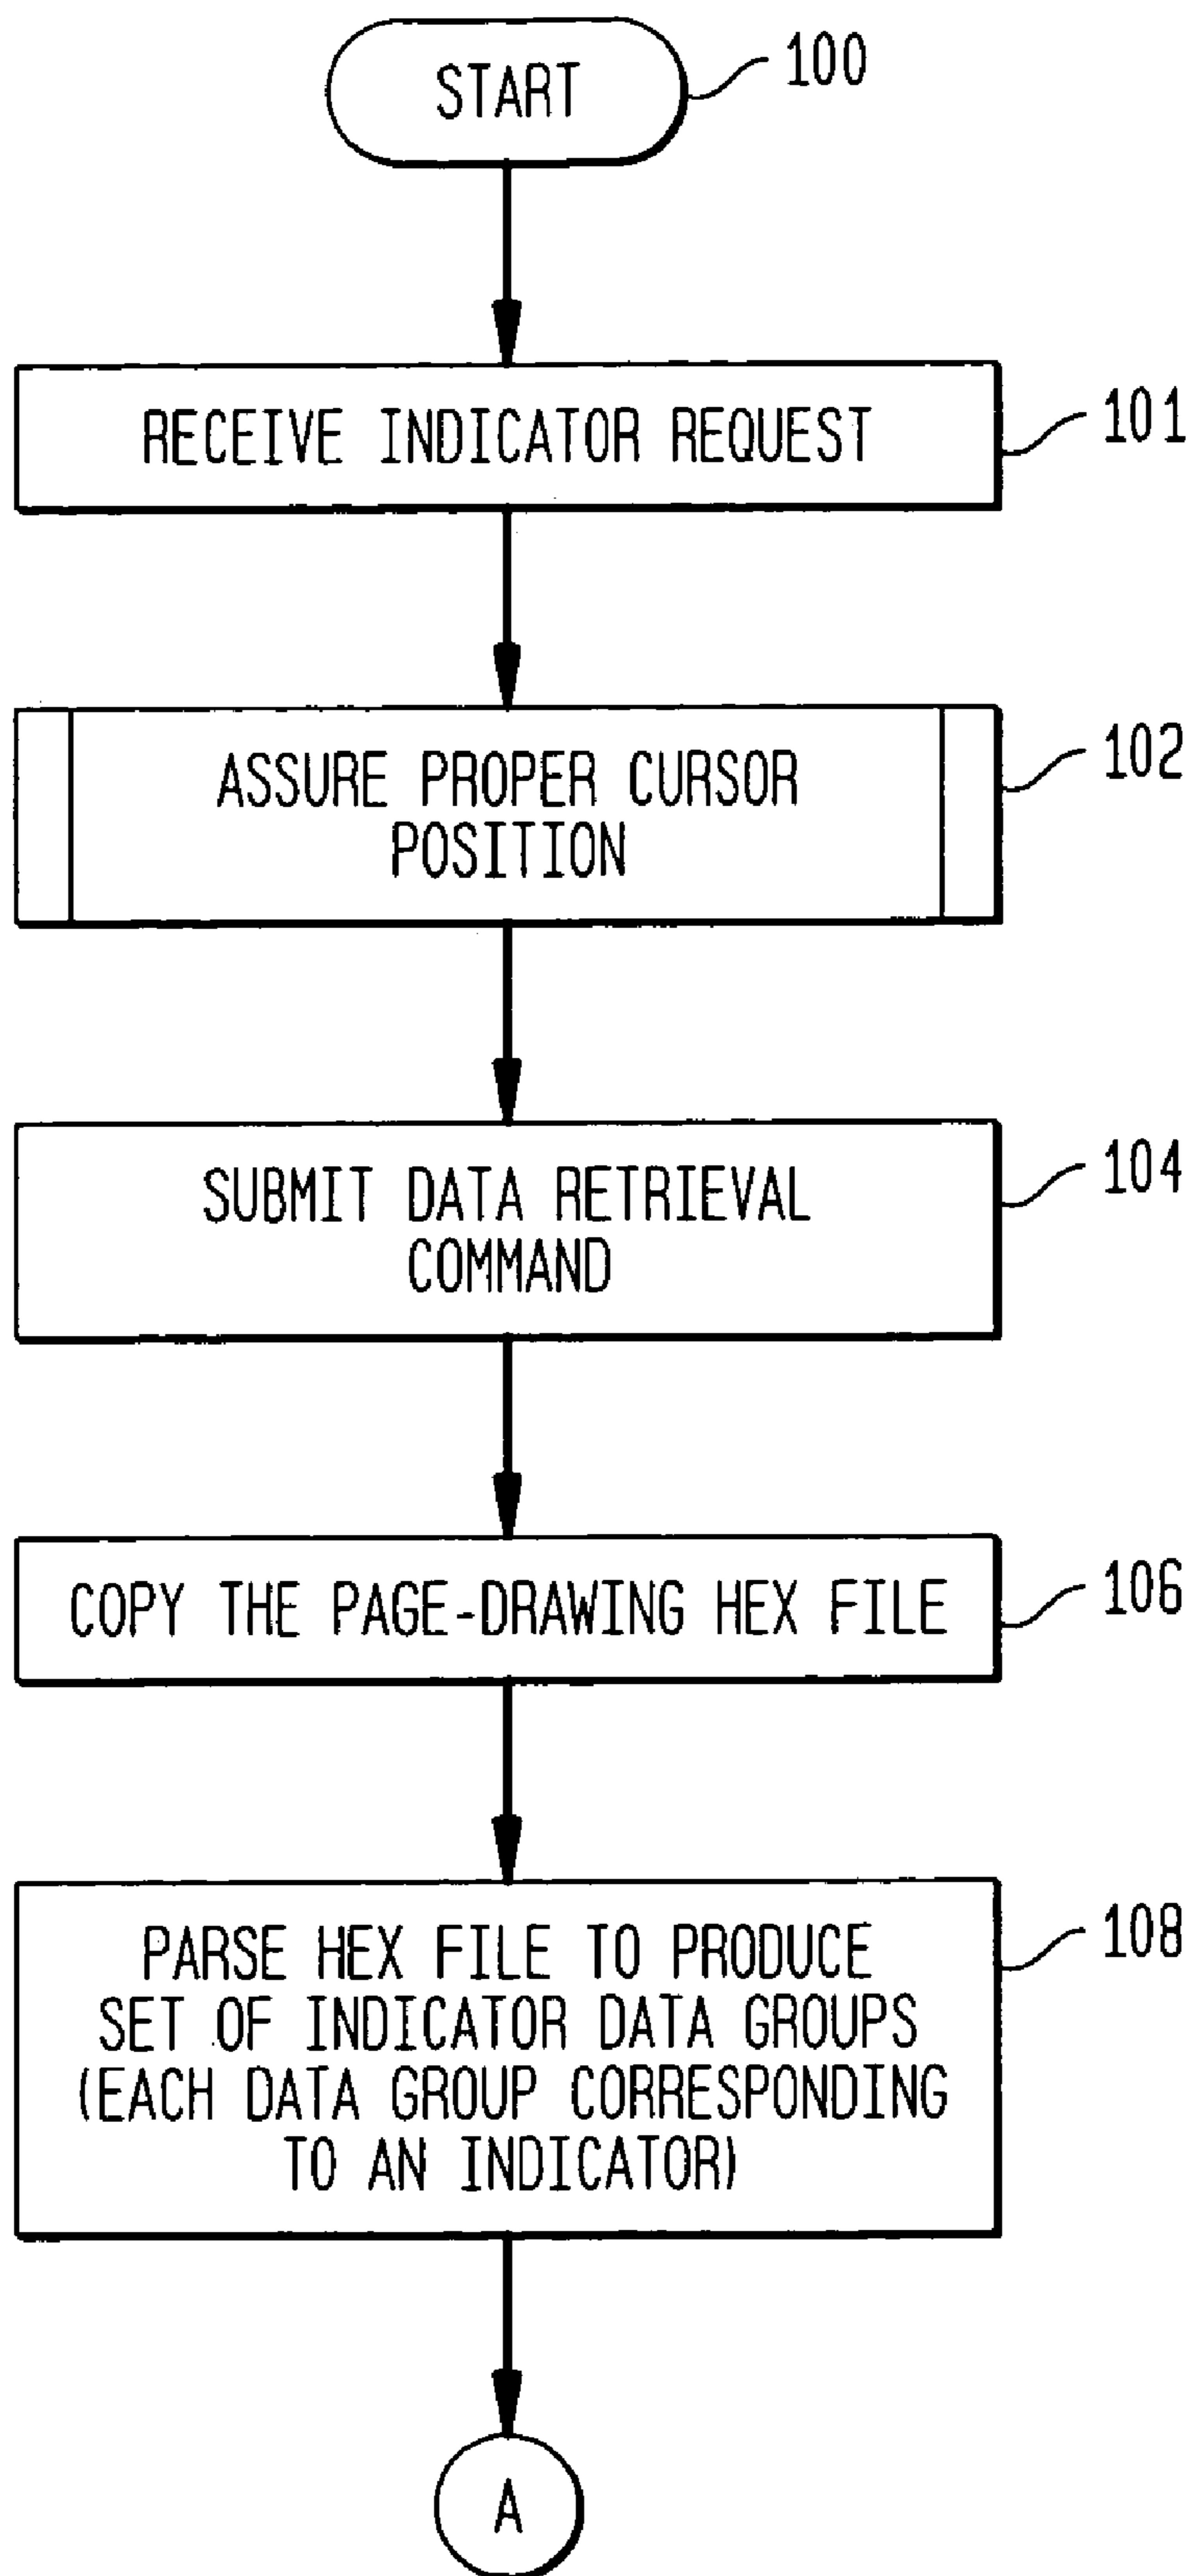 START
100
RECEIVE INDICATOR REQUEST
101
ASSURE PROPER CURSOR
POSITION
102
SUBMIT DATA RETRIEVAL
COMMAND
104
COPY THE PAGE-DRAWING HEX FILE
106
PARSE HEX FILE TO PRODUCE
SET OF INDICATOR DATA GROUPS
(EACH DATA GROUP CORRESPONDING
TO AN INDICATOR)
108
A